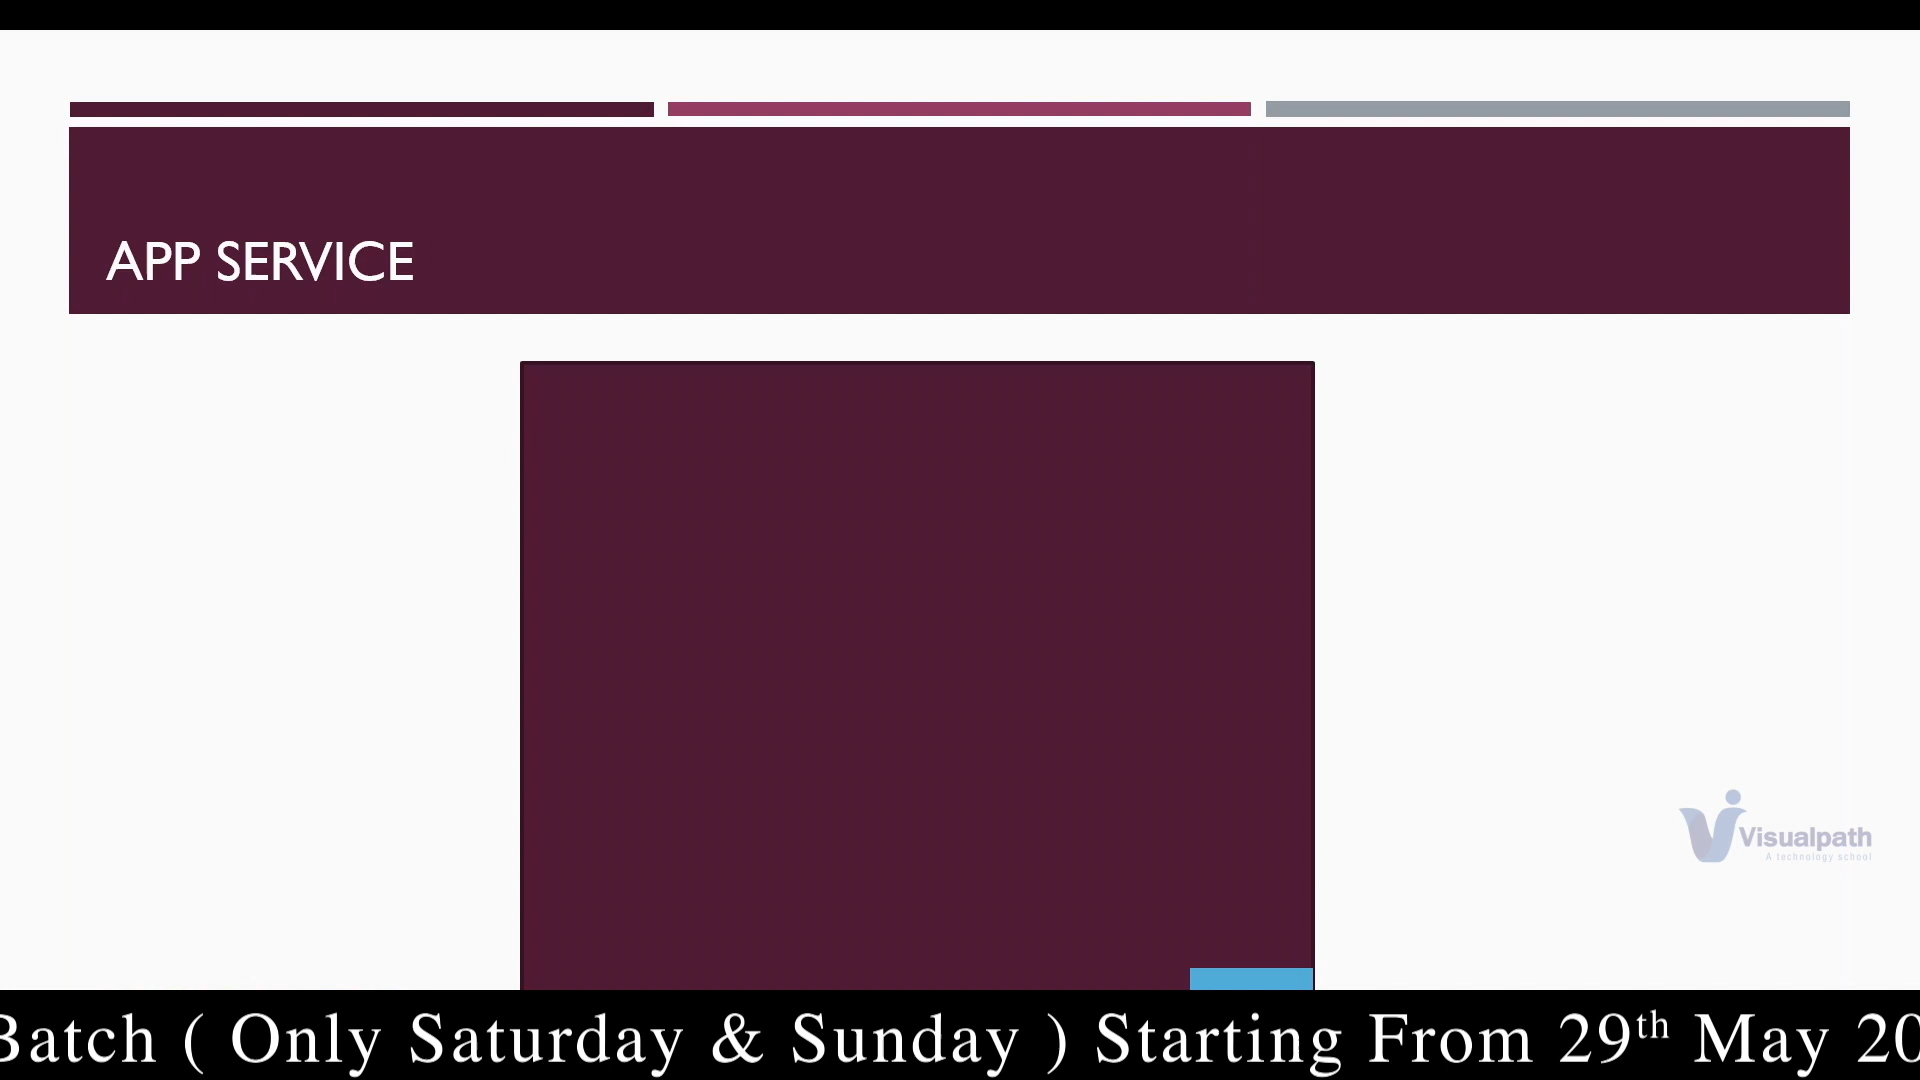 APP SERVICE
Visualpath
A technology school
Batch ( Only Saturday & Sunday ) Starting From 29th May 20